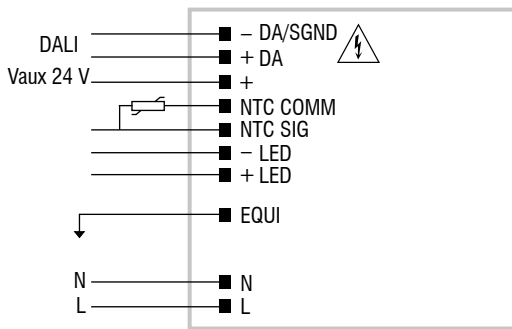 DALI
Vaux 24 V
− DA/SGND
+ DA
+
NTC COMM
NTC SIG
− LED
+ LED
EQUI
N N
L L